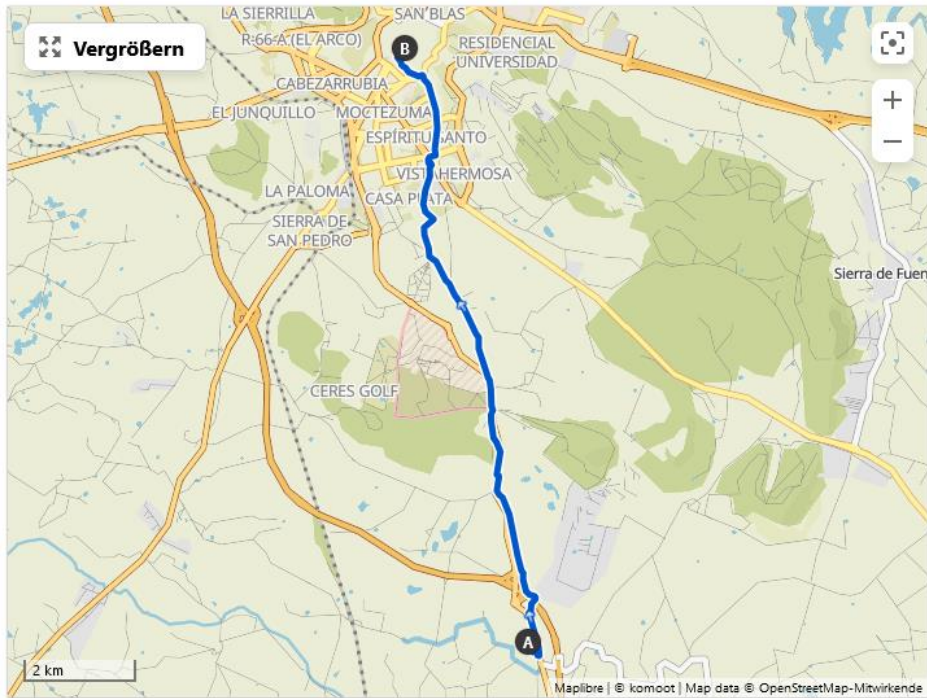 LA SIERRILLA
SAN BLAS
Vergrößern
R-66-A (EL ARCO)
B
RESIDENCIAL
UNIVERSIDAD
CABEZARRUBIA
EL JUNQUILLO
MOCTEZUMA
ESPÍRITU SANTO
VISTAHERMOSA
LA PALOMA
CASA PLATA
SIERRA DE
SAN PEDRO
Sierra de Fuen
CERES GOLF
A
2 km
Maplibre | © komoot | Map data © OpenStreetMap-Mitwirkende